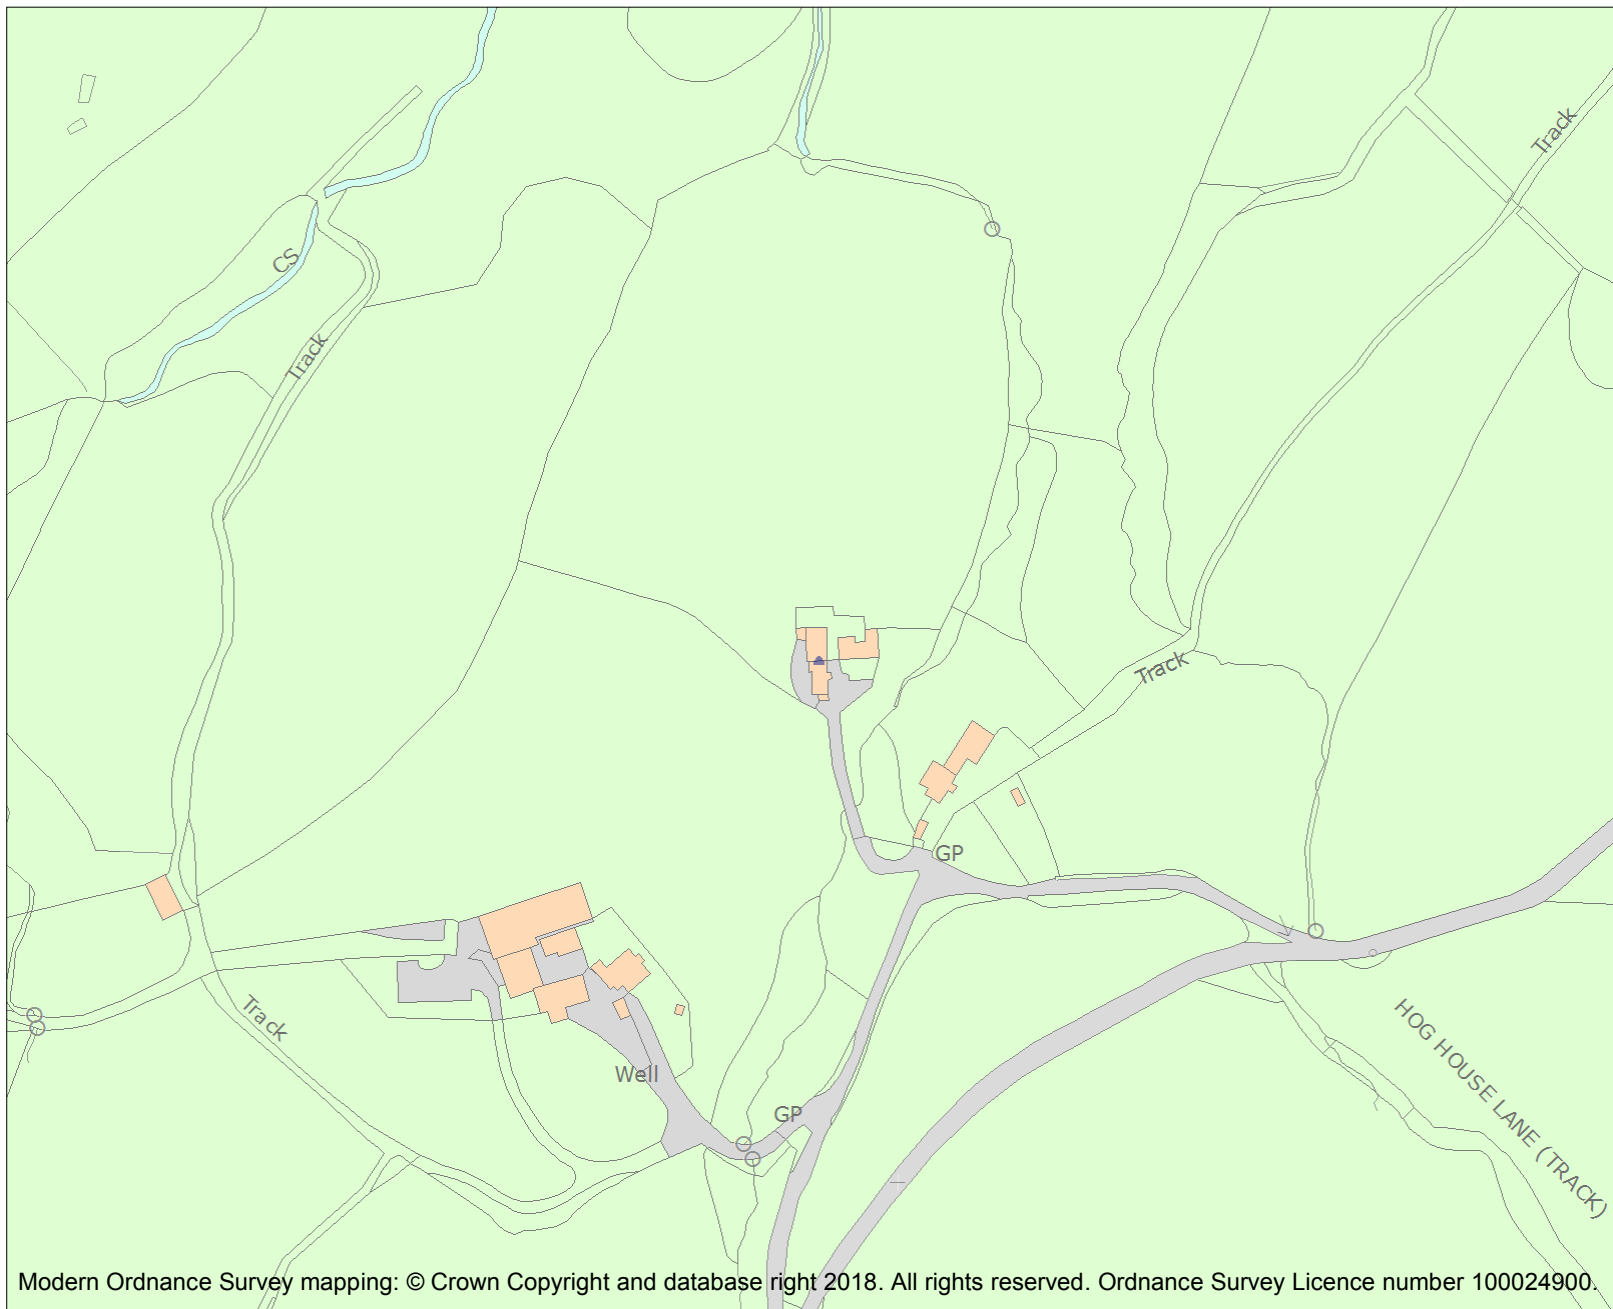 Track
CS
Track
Track
GP
Track
HOG HOUSE LANE (TRACK)
Well
GP
Modern Ordnance Survey mapping: © Crown Copyright and database right 2018. All rights reserved. Ordnance Survey Licence number 100024900.